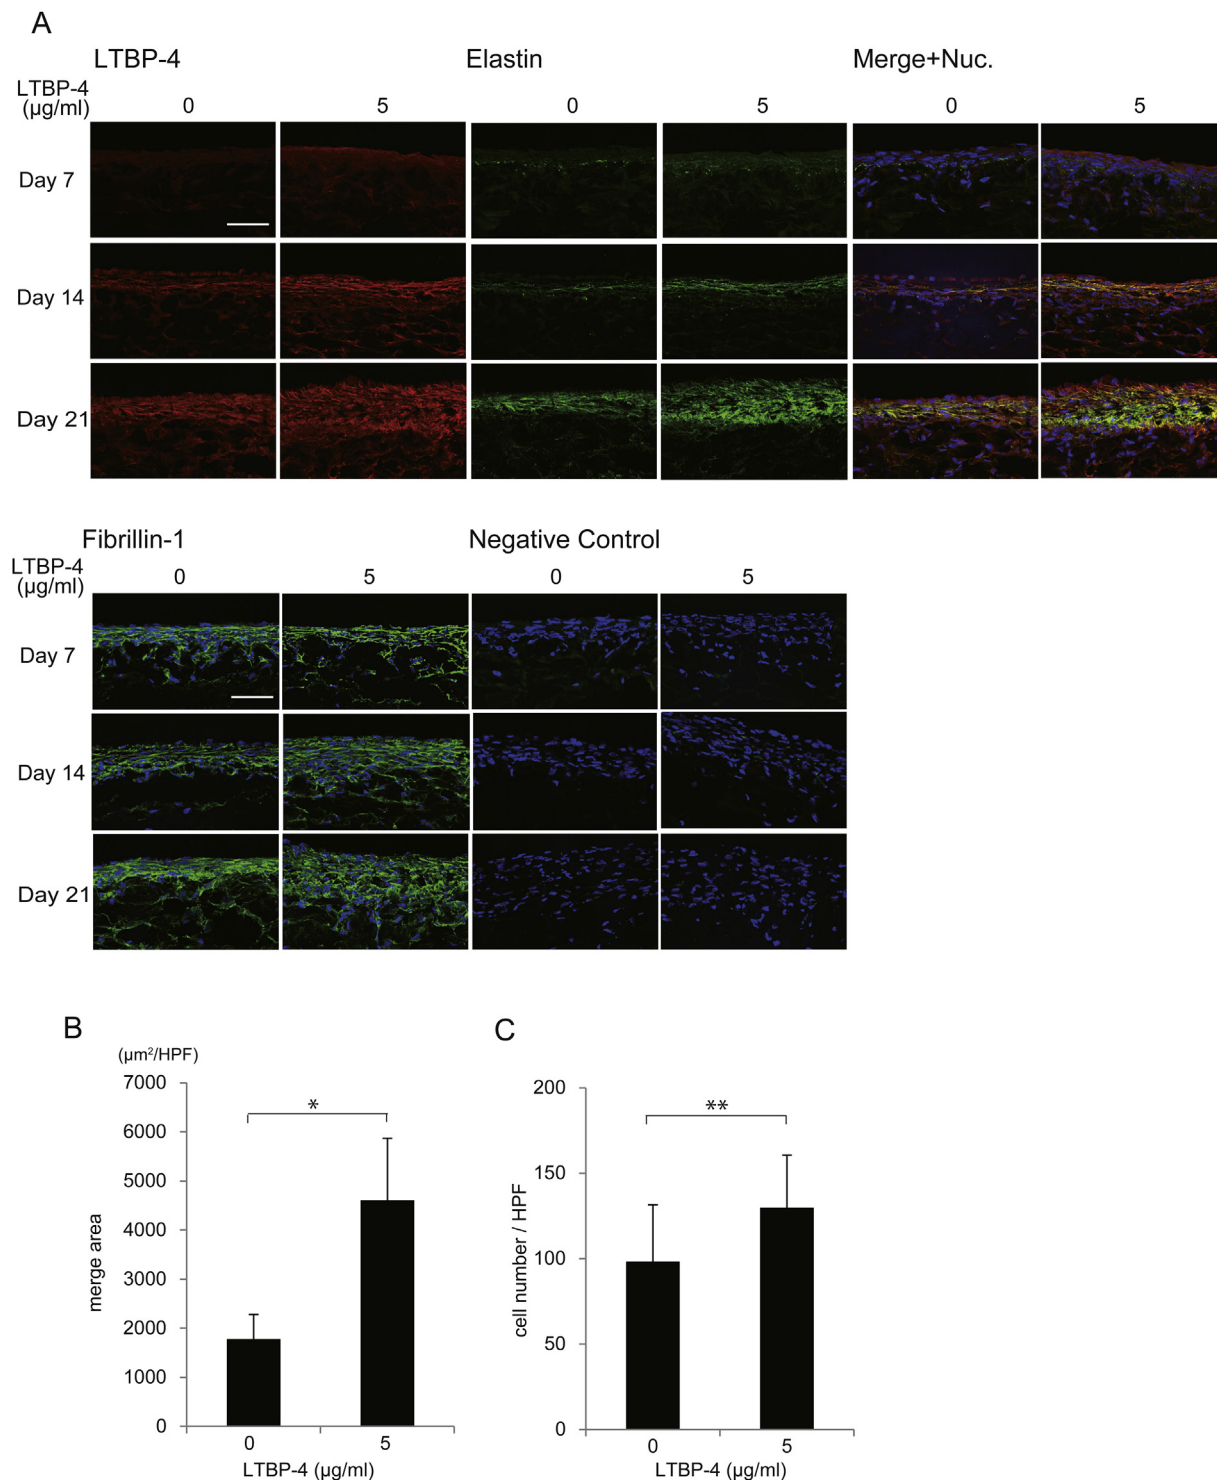 A
LTBP-4 Elastin Merge+Nuc.
LTBP-4
(µg/ml) 0 5 0 5 0 5
Day 7
Day 14
Day 21
Fibrillin-1 Negative Control
LTBP-4
(µg/ml) 0 5 0 5
Day 7
Day 14
Day 21
B
(µm²/HPF)
7000
6000
5000
4000
3000
2000
1000
0
merge area
*
0 5
LTBP-4 (µg/ml)
C
200
150
100
50
0
cell number / HPF
**
0 5
LTBP-4 (µg/ml)